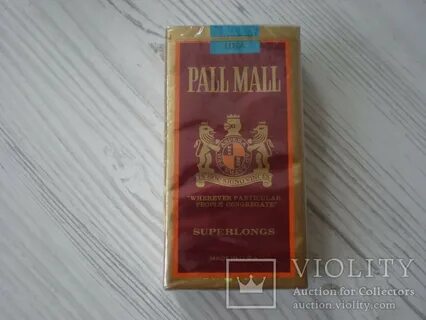 PALL MALL
"WHEREVER PARTICULAR
PEOPLE CONGREGATE"
SUPERLONGS
VIOLITY
Auction for Collectors
auction.violity.com